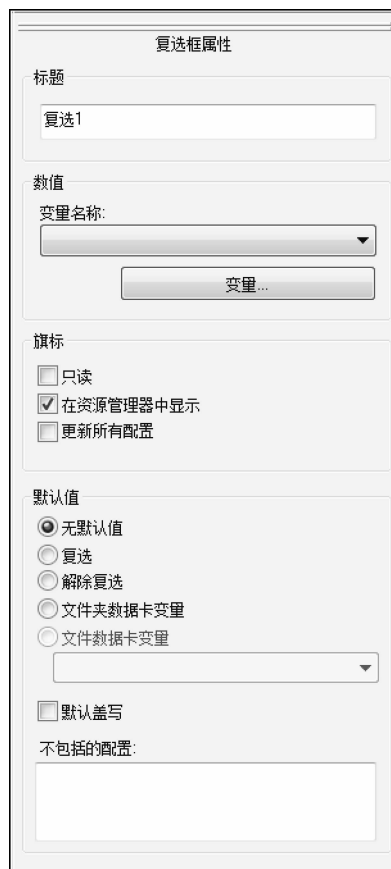 复选框属性
标题
复选1
数值
变量名称:
变量...
旗标
只读
在资源管理器中显示
更新所有配置
默认值
无默认值
复选
解除复选
文件夹数据卡变量
文件数据卡变量
默认盖写
不包括的配置: